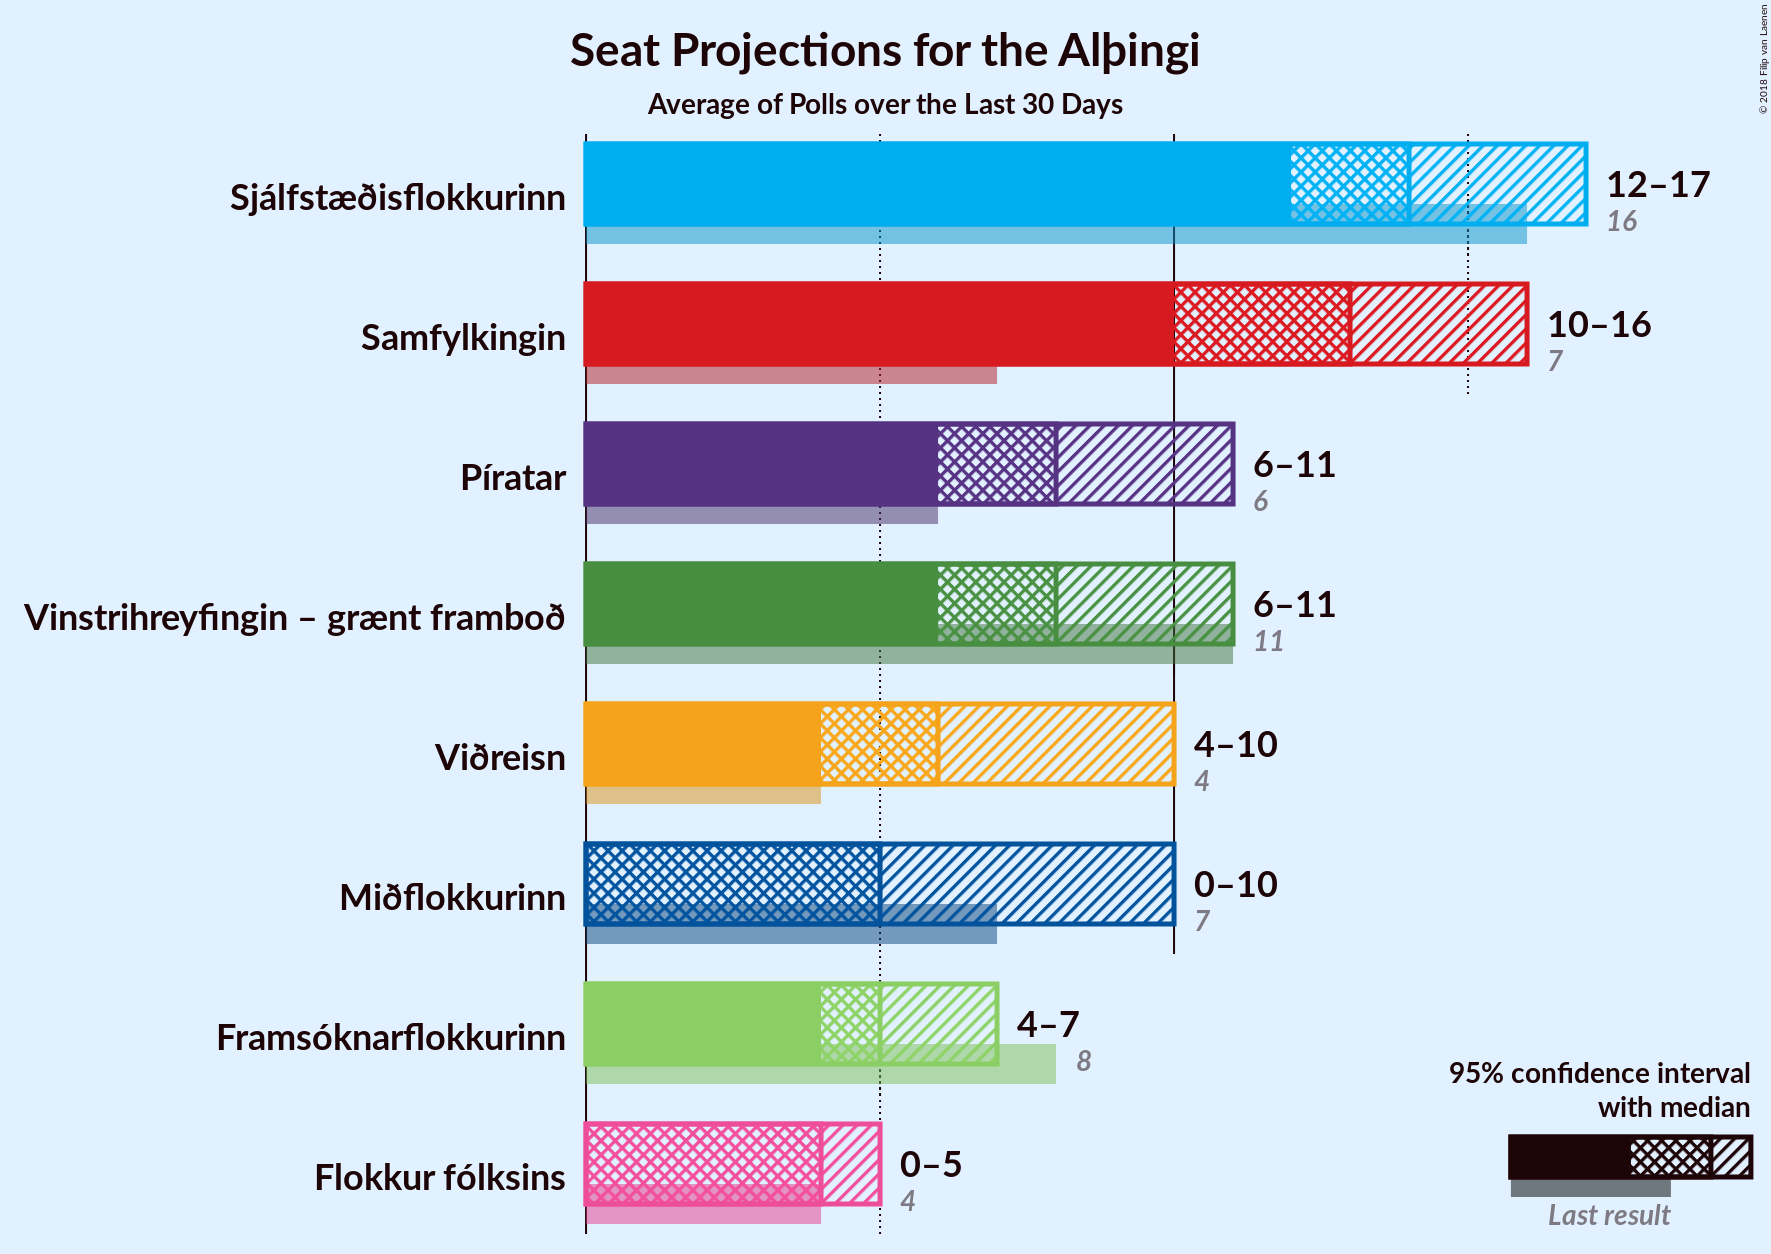 Seat Projections for the Alþingi
Average of Polls over the Last 30 Days
© 2018 Filip van Laenen
Sjálfstæðisflokkurinn
12–17
16
Samfylkingin
10–16
7
Píratar
6–11
6
Vinstrihreyfingin – grænt framboð
6–11
11
Viðreisn
4–10
4
Miðflokkurinn
0–10
7
Framsóknarflokkurinn
4–7
8
Flokkur fólksins
0–5
4
95% confidence interval
with median
Last result